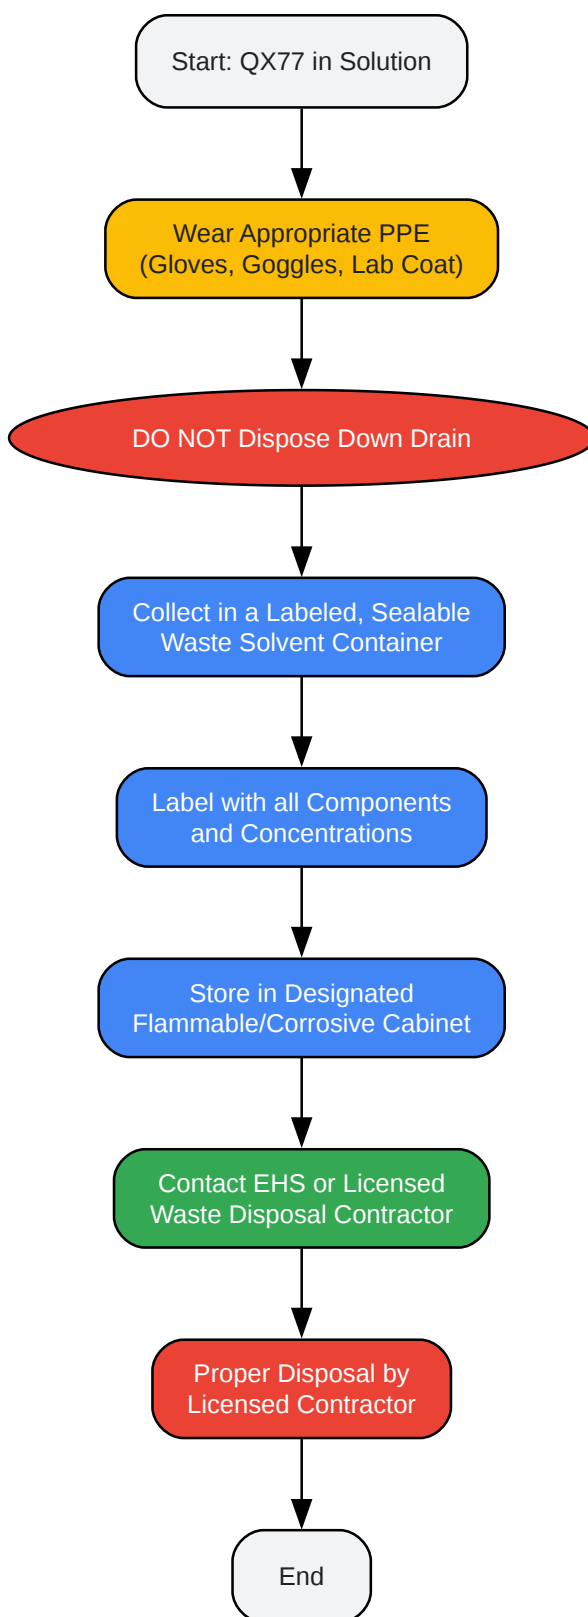 Start: QX77 in Solution
Wear Appropriate PPE
(Gloves, Goggles, Lab Coat)
DO NOT Dispose Down Drain
Collect in a Labeled, Sealable
Waste Solvent Container
Label with all Components
and Concentrations
Store in Designated
Flammable/Corrosive Cabinet
Contact EHS or Licensed
Waste Disposal Contractor
Proper Disposal by
Licensed Contractor
End